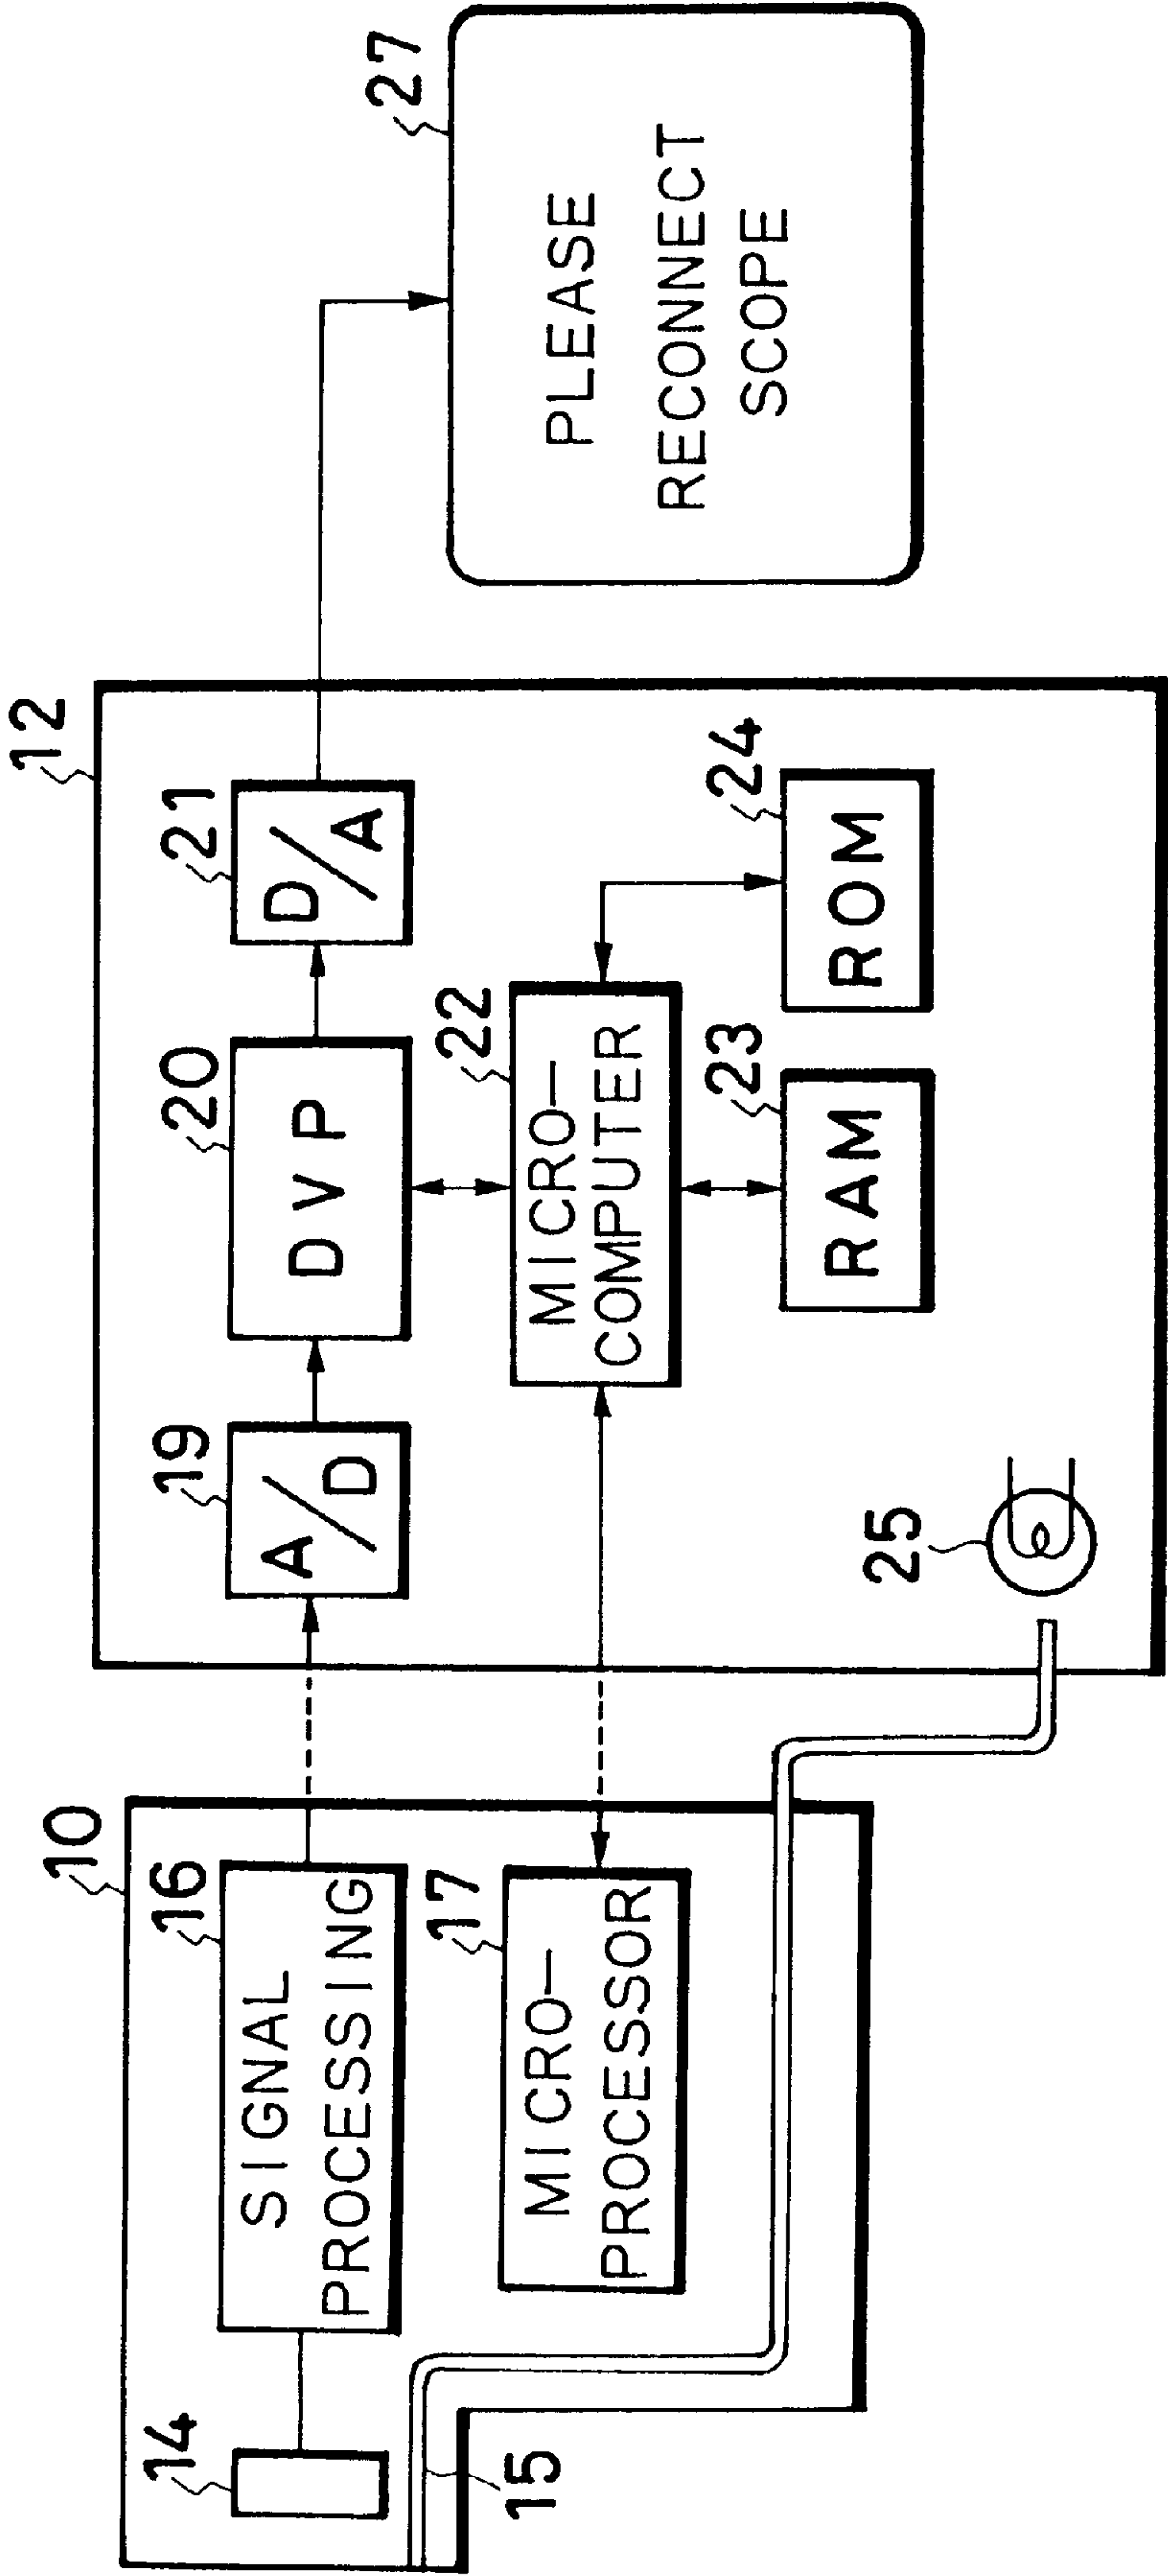 10
14
16
SIGNAL
PROCESSING
17
MICRO-
PROCESSOR
15
12
19
A/D
20
DVP
21
D/A
22
MICRO-
COMPUTER
23
RAM
24
ROM
25
27
PLEASE
RECONNECT
SCOPE